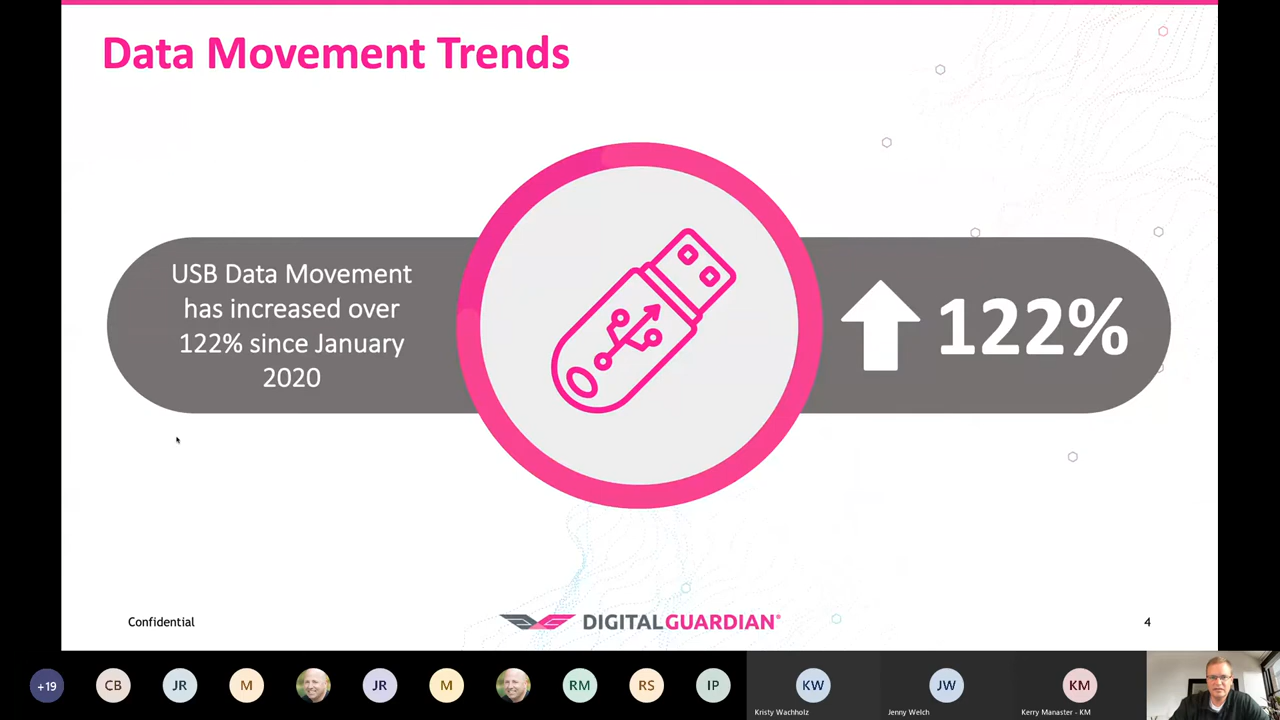 Data Movement Trends
USB Data Movement
has increased over
122% since January
2020
122%
Confidential
DIGITALGUARDIAN®
4
+19
CB
JR
M
JR
M
RM
RS
IP
KW
JW
KM
Kristy Wachholz
Jenny Welch
Kerry Manaster - KM